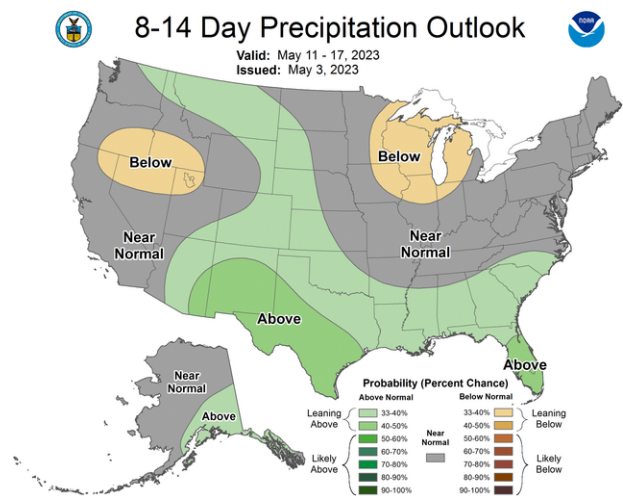 8-14 Day Precipitation Outlook
Valid: May 11 - 17, 2023
Issued: May 3, 2023
NOAA
Below
Below
Near
Normal
Near
Normal
Above
Above
Near
Normal
Above
Probability (Percent Chance)
Above Normal
Below Normal
Leaning
Above
33-40%
40-50%
Likely
Above
50-60%
60-70%
70-80%
80-90%
90-100%
Near
Normal
33-40%
40-50%
Leaning
Below
50-60%
60-70%
70-80%
80-90%
90-100%
Likely
Below